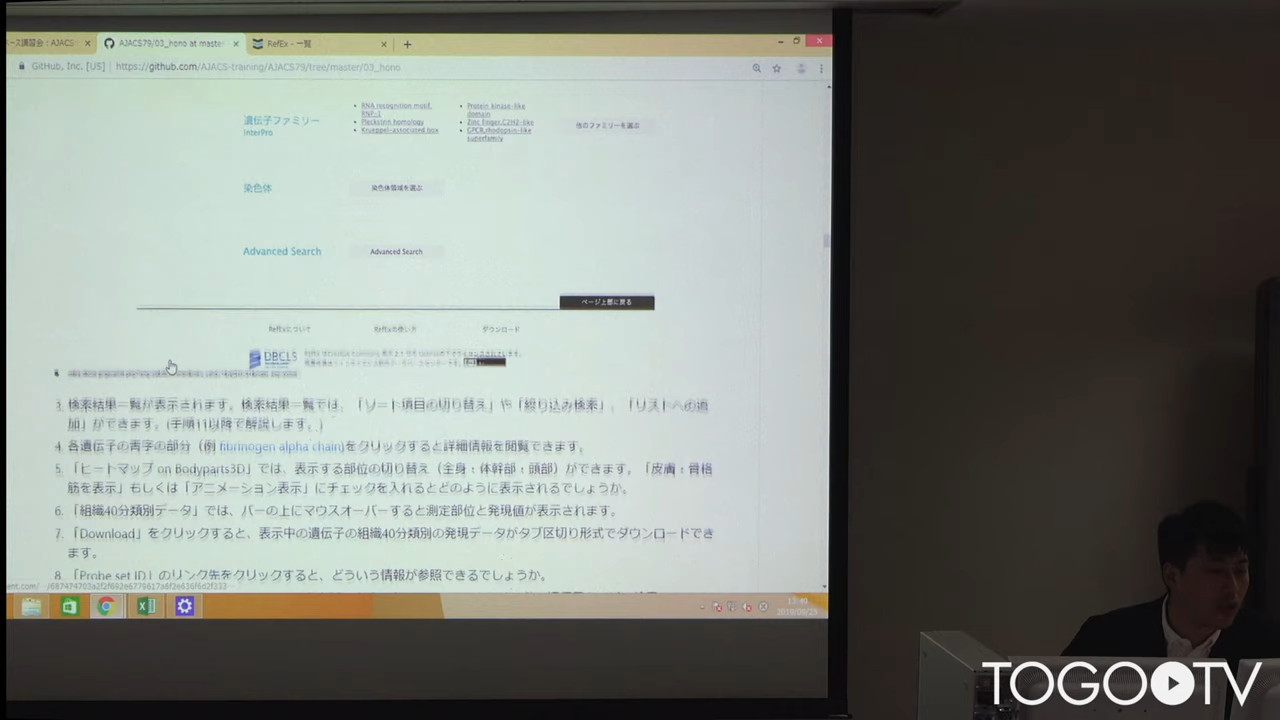 ース講習会：AJACS
AJACS79/03_hono at maste
RefEx - 一覧
GitHub, Inc. [US]
https://github.com/AJACS-training/AJACS79/tree/master/03_hono
遺伝子ファミリー
InterPro
RNA recognition motif,
RNP-1
Pleckstrin homology
Krueppel-associated box
Protein kinase-like
domain
Zinc finger,C2H2-like
GPCR,rhodopsin-like
superfamily
他のファミリーを選ぶ
染色体
染色体領域を選ぶ
Advanced Search
Advanced Search
ページ上部に戻る
RefExについて
RefExの使い方
ダウンロード
DBCLS
3. 検索結果一覧が表示されます。検索結果一覧では、「ソート項目の切り替え」や「絞り込み検索」、「リストへの追
加」ができます。(手順11以降で解説します。)
4. 各遺伝子の青字の部分（例 fibrinogen alpha chain)をクリックすると詳細情報を閲覧できます。
5. 「ヒートマップ on Bodyparts3D」では、表示する部位の切り替え（全身：体幹部：頭部）ができます。「皮膚：骨格
筋を表示」もしくは「アニメーション表示」にチェックを入れるとどのように表示されるでしょうか。
6. 「組織40分類別データ」では、バーの上にマウスオーバーすると測定部位と発現値が表示されます。
7. 「Download」をクリックすると、表示中の遺伝子の組織40分類別の発現データがタブ区切り形式でダウンロードでき
ます。
8. 「Probe set ID」のリンク先をクリックすると、どういう情報が参照できるでしょうか。
13:49
2019/09/25
TOGO TV